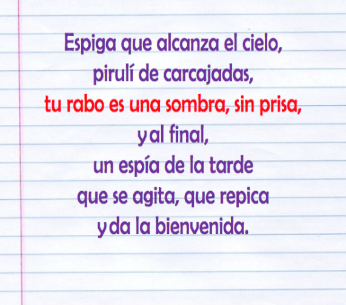 Espiga que alcanza el cielo,
pirulí de carcajadas,
tu rabo es una sombra, sin prisa,
y al final,
un espía de la tarde
que se agita, que repica
y da la bienvenida.